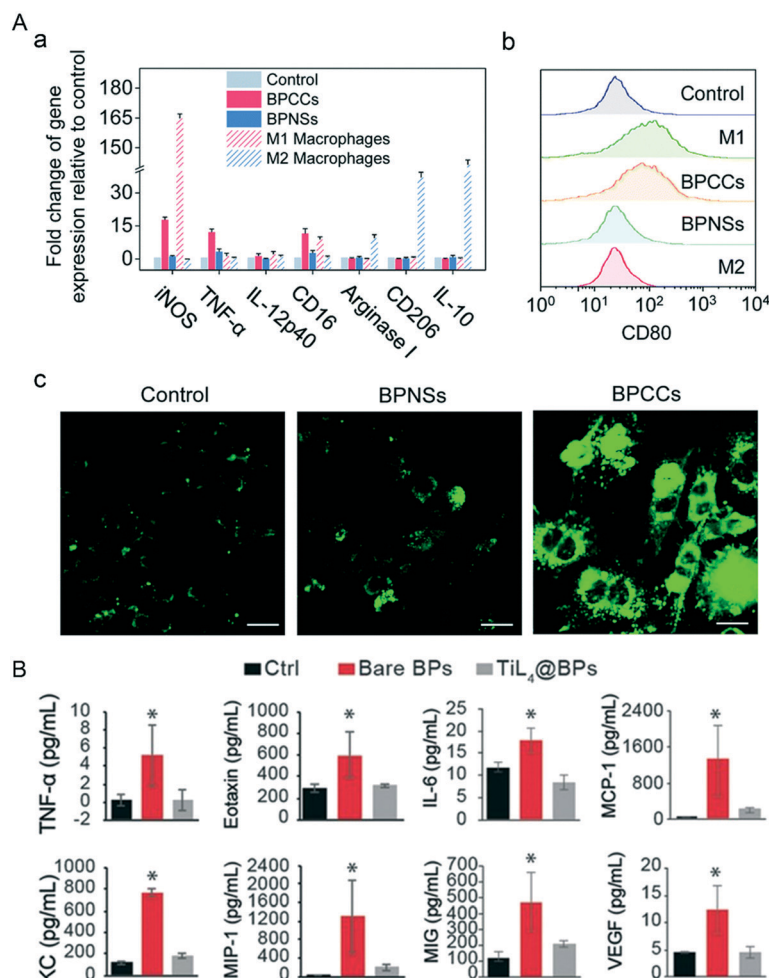 A
a
Fold change of gene
expression relative to control
180
165
150
30
15
0
Control
BPCCs
BPNSs
M1 Macrophages
M2 Macrophages
iNOS
TNF-α
IL-12p40
CD16
Arginase I
CD206
IL-10
b
Control
M1
BPCCs
BPNSs
M2
10⁰ 10¹ 10² 10³ 10⁴
CD80
c
Control BPNSs BPCCs
B
Ctrl Bare BPs TiL₄@BPs
TNF-α (pg/mL)
10
8
6
4
2
0
-2
*
Eotaxin (pg/mL)
1000
800
600
400
200
0
*
IL-6 (pg/mL)
25
20
15
10
5
0
*
MCP-1 (pg/mL)
2400
1600
800
0
*
KC (pg/mL)
1000
800
600
400
200
0
*
MIP-1 (pg/mL)
2400
2000
1600
1200
800
400
0
*
MIG (pg/mL)
700
600
500
400
300
200
100
0
*
VEGF (pg/mL)
20
15
10
5
*